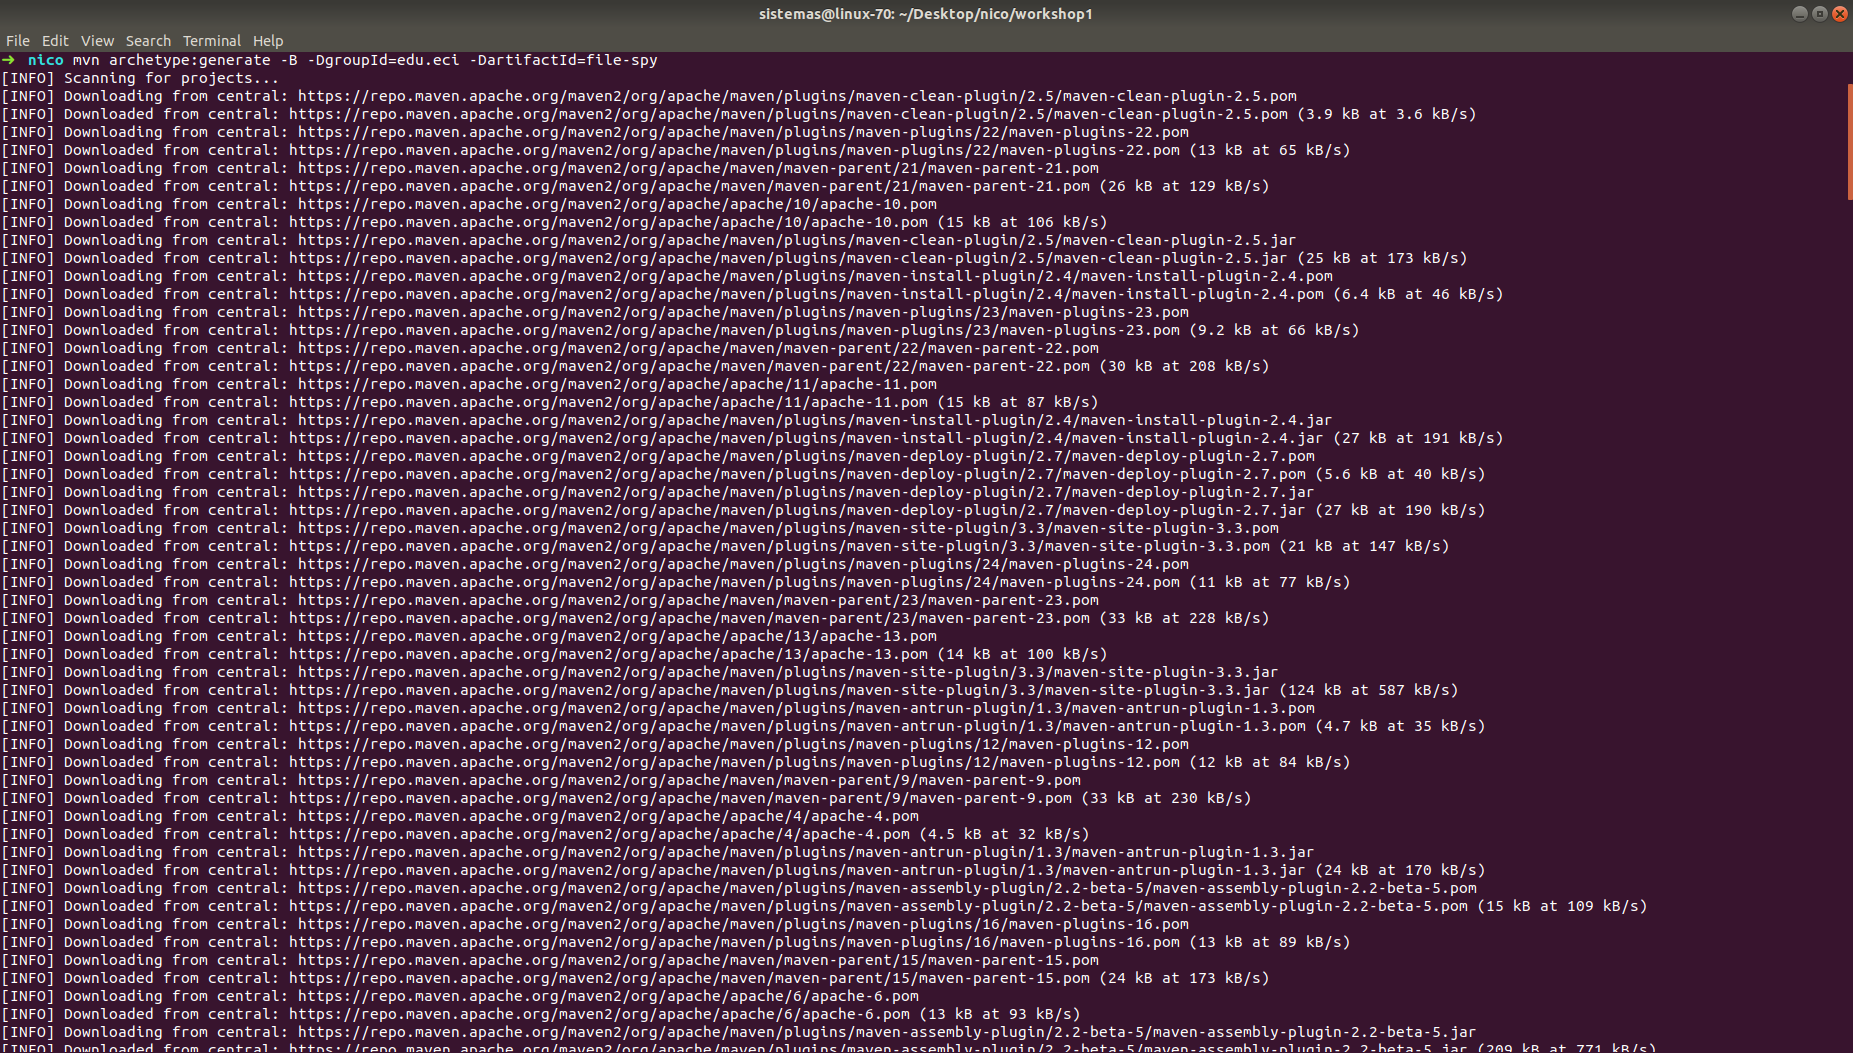 sistemas@linux-70: ~/Desktop/nico/workshop1
File Edit View Search Terminal Help
➜ nico mvn archetype:generate -B -DgroupId=edu.eci -DartifactId=file-spy
[INFO] Scanning for projects...
[INFO] Downloading from central: https://repo.maven.apache.org/maven2/org/apache/maven/plugins/maven-clean-plugin/2.5/maven-clean-plugin-2.5.pom
[INFO] Downloaded from central: https://repo.maven.apache.org/maven2/org/apache/maven/plugins/maven-clean-plugin/2.5/maven-clean-plugin-2.5.pom (3.9 kB at 3.6 kB/s)
[INFO] Downloading from central: https://repo.maven.apache.org/maven2/org/apache/maven/plugins/maven-plugins/22/maven-plugins-22.pom
[INFO] Downloaded from central: https://repo.maven.apache.org/maven2/org/apache/maven/plugins/maven-plugins/22/maven-plugins-22.pom (13 kB at 65 kB/s)
[INFO] Downloading from central: https://repo.maven.apache.org/maven2/org/apache/maven/maven-parent/21/maven-parent-21.pom
[INFO] Downloaded from central: https://repo.maven.apache.org/maven2/org/apache/maven/maven-parent/21/maven-parent-21.pom (26 kB at 129 kB/s)
[INFO] Downloading from central: https://repo.maven.apache.org/maven2/org/apache/apache/10/apache-10.pom
[INFO] Downloaded from central: https://repo.maven.apache.org/maven2/org/apache/apache/10/apache-10.pom (15 kB at 106 kB/s)
[INFO] Downloading from central: https://repo.maven.apache.org/maven2/org/apache/maven/plugins/maven-clean-plugin/2.5/maven-clean-plugin-2.5.jar
[INFO] Downloaded from central: https://repo.maven.apache.org/maven2/org/apache/maven/plugins/maven-clean-plugin/2.5/maven-clean-plugin-2.5.jar (25 kB at 173 kB/s)
[INFO] Downloading from central: https://repo.maven.apache.org/maven2/org/apache/maven/plugins/maven-install-plugin/2.4/maven-install-plugin-2.4.pom
[INFO] Downloaded from central: https://repo.maven.apache.org/maven2/org/apache/maven/plugins/maven-install-plugin/2.4/maven-install-plugin-2.4.pom (6.4 kB at 46 kB/s)
[INFO] Downloading from central: https://repo.maven.apache.org/maven2/org/apache/maven/plugins/maven-plugins/23/maven-plugins-23.pom
[INFO] Downloaded from central: https://repo.maven.apache.org/maven2/org/apache/maven/plugins/maven-plugins/23/maven-plugins-23.pom (9.2 kB at 66 kB/s)
[INFO] Downloading from central: https://repo.maven.apache.org/maven2/org/apache/maven/maven-parent/22/maven-parent-22.pom
[INFO] Downloaded from central: https://repo.maven.apache.org/maven2/org/apache/maven/maven-parent/22/maven-parent-22.pom (30 kB at 208 kB/s)
[INFO] Downloading from central: https://repo.maven.apache.org/maven2/org/apache/apache/11/apache-11.pom
[INFO] Downloaded from central: https://repo.maven.apache.org/maven2/org/apache/apache/11/apache-11.pom (15 kB at 87 kB/s)
[INFO] Downloading from central: https://repo.maven.apache.org/maven2/org/apache/maven/plugins/maven-install-plugin/2.4/maven-install-plugin-2.4.jar
[INFO] Downloaded from central: https://repo.maven.apache.org/maven2/org/apache/maven/plugins/maven-install-plugin/2.4/maven-install-plugin-2.4.jar (27 kB at 191 kB/s)
[INFO] Downloading from central: https://repo.maven.apache.org/maven2/org/apache/maven/plugins/maven-deploy-plugin/2.7/maven-deploy-plugin-2.7.pom
[INFO] Downloaded from central: https://repo.maven.apache.org/maven2/org/apache/maven/plugins/maven-deploy-plugin/2.7/maven-deploy-plugin-2.7.pom (5.6 kB at 40 kB/s)
[INFO] Downloading from central: https://repo.maven.apache.org/maven2/org/apache/maven/plugins/maven-deploy-plugin/2.7/maven-deploy-plugin-2.7.jar
[INFO] Downloaded from central: https://repo.maven.apache.org/maven2/org/apache/maven/plugins/maven-deploy-plugin/2.7/maven-deploy-plugin-2.7.jar (27 kB at 190 kB/s)
[INFO] Downloading from central: https://repo.maven.apache.org/maven2/org/apache/maven/plugins/maven-site-plugin/3.3/maven-site-plugin-3.3.pom
[INFO] Downloaded from central: https://repo.maven.apache.org/maven2/org/apache/maven/plugins/maven-site-plugin/3.3/maven-site-plugin-3.3.pom (21 kB at 147 kB/s)
[INFO] Downloading from central: https://repo.maven.apache.org/maven2/org/apache/maven/plugins/maven-plugins/24/maven-plugins-24.pom
[INFO] Downloaded from central: https://repo.maven.apache.org/maven2/org/apache/maven/plugins/maven-plugins/24/maven-plugins-24.pom (11 kB at 77 kB/s)
[INFO] Downloading from central: https://repo.maven.apache.org/maven2/org/apache/maven/maven-parent/23/maven-parent-23.pom
[INFO] Downloaded from central: https://repo.maven.apache.org/maven2/org/apache/maven/maven-parent/23/maven-parent-23.pom (33 kB at 228 kB/s)
[INFO] Downloading from central: https://repo.maven.apache.org/maven2/org/apache/apache/13/apache-13.pom
[INFO] Downloaded from central: https://repo.maven.apache.org/maven2/org/apache/apache/13/apache-13.pom (14 kB at 100 kB/s)
[INFO] Downloading from central: https://repo.maven.apache.org/maven2/org/apache/maven/plugins/maven-site-plugin/3.3/maven-site-plugin-3.3.jar
[INFO] Downloaded from central: https://repo.maven.apache.org/maven2/org/apache/maven/plugins/maven-site-plugin/3.3/maven-site-plugin-3.3.jar (124 kB at 587 kB/s)
[INFO] Downloading from central: https://repo.maven.apache.org/maven2/org/apache/maven/plugins/maven-antrun-plugin/1.3/maven-antrun-plugin-1.3.pom
[INFO] Downloaded from central: https://repo.maven.apache.org/maven2/org/apache/maven/plugins/maven-antrun-plugin/1.3/maven-antrun-plugin-1.3.pom (4.7 kB at 35 kB/s)
[INFO] Downloading from central: https://repo.maven.apache.org/maven2/org/apache/maven/plugins/maven-plugins/12/maven-plugins-12.pom
[INFO] Downloaded from central: https://repo.maven.apache.org/maven2/org/apache/maven/plugins/maven-plugins/12/maven-plugins-12.pom (12 kB at 84 kB/s)
[INFO] Downloading from central: https://repo.maven.apache.org/maven2/org/apache/maven/maven-parent/9/maven-parent-9.pom
[INFO] Downloaded from central: https://repo.maven.apache.org/maven2/org/apache/maven/maven-parent/9/maven-parent-9.pom (33 kB at 230 kB/s)
[INFO] Downloading from central: https://repo.maven.apache.org/maven2/org/apache/apache/4/apache-4.pom
[INFO] Downloaded from central: https://repo.maven.apache.org/maven2/org/apache/apache/4/apache-4.pom (4.5 kB at 32 kB/s)
[INFO] Downloading from central: https://repo.maven.apache.org/maven2/org/apache/maven/plugins/maven-antrun-plugin/1.3/maven-antrun-plugin-1.3.jar
[INFO] Downloaded from central: https://repo.maven.apache.org/maven2/org/apache/maven/plugins/maven-antrun-plugin/1.3/maven-antrun-plugin-1.3.jar (24 kB at 170 kB/s)
[INFO] Downloading from central: https://repo.maven.apache.org/maven2/org/apache/maven/plugins/maven-assembly-plugin/2.2-beta-5/maven-assembly-plugin-2.2-beta-5.pom
[INFO] Downloaded from central: https://repo.maven.apache.org/maven2/org/apache/maven/plugins/maven-assembly-plugin/2.2-beta-5/maven-assembly-plugin-2.2-beta-5.pom (15 kB at 109 kB/s)
[INFO] Downloading from central: https://repo.maven.apache.org/maven2/org/apache/maven/plugins/maven-plugins/16/maven-plugins-16.pom
[INFO] Downloaded from central: https://repo.maven.apache.org/maven2/org/apache/maven/plugins/maven-plugins/16/maven-plugins-16.pom (13 kB at 89 kB/s)
[INFO] Downloading from central: https://repo.maven.apache.org/maven2/org/apache/maven/maven-parent/15/maven-parent-15.pom
[INFO] Downloaded from central: https://repo.maven.apache.org/maven2/org/apache/maven/maven-parent/15/maven-parent-15.pom (24 kB at 173 kB/s)
[INFO] Downloading from central: https://repo.maven.apache.org/maven2/org/apache/apache/6/apache-6.pom
[INFO] Downloaded from central: https://repo.maven.apache.org/maven2/org/apache/apache/6/apache-6.pom (13 kB at 93 kB/s)
[INFO] Downloading from central: https://repo.maven.apache.org/maven2/org/apache/maven/plugins/maven-assembly-plugin/2.2-beta-5/maven-assembly-plugin-2.2-beta-5.jar
[INFO] Downloaded from central: https://repo.maven.apache.org/maven2/org/apache/maven/plugins/maven-assembly-plugin/2.2-beta-5/maven-assembly-plugin-2.2-beta-5.jar (209 kB at 771 kB/s)